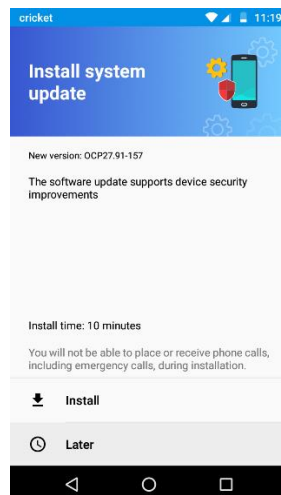 cricket 11:19
Install system
update
New version: OCP27.91-157
The software update supports device security
improvements
Install time: 10 minutes
You will not be able to place or receive phone calls,
including emergency calls, during installation.
Install
Later